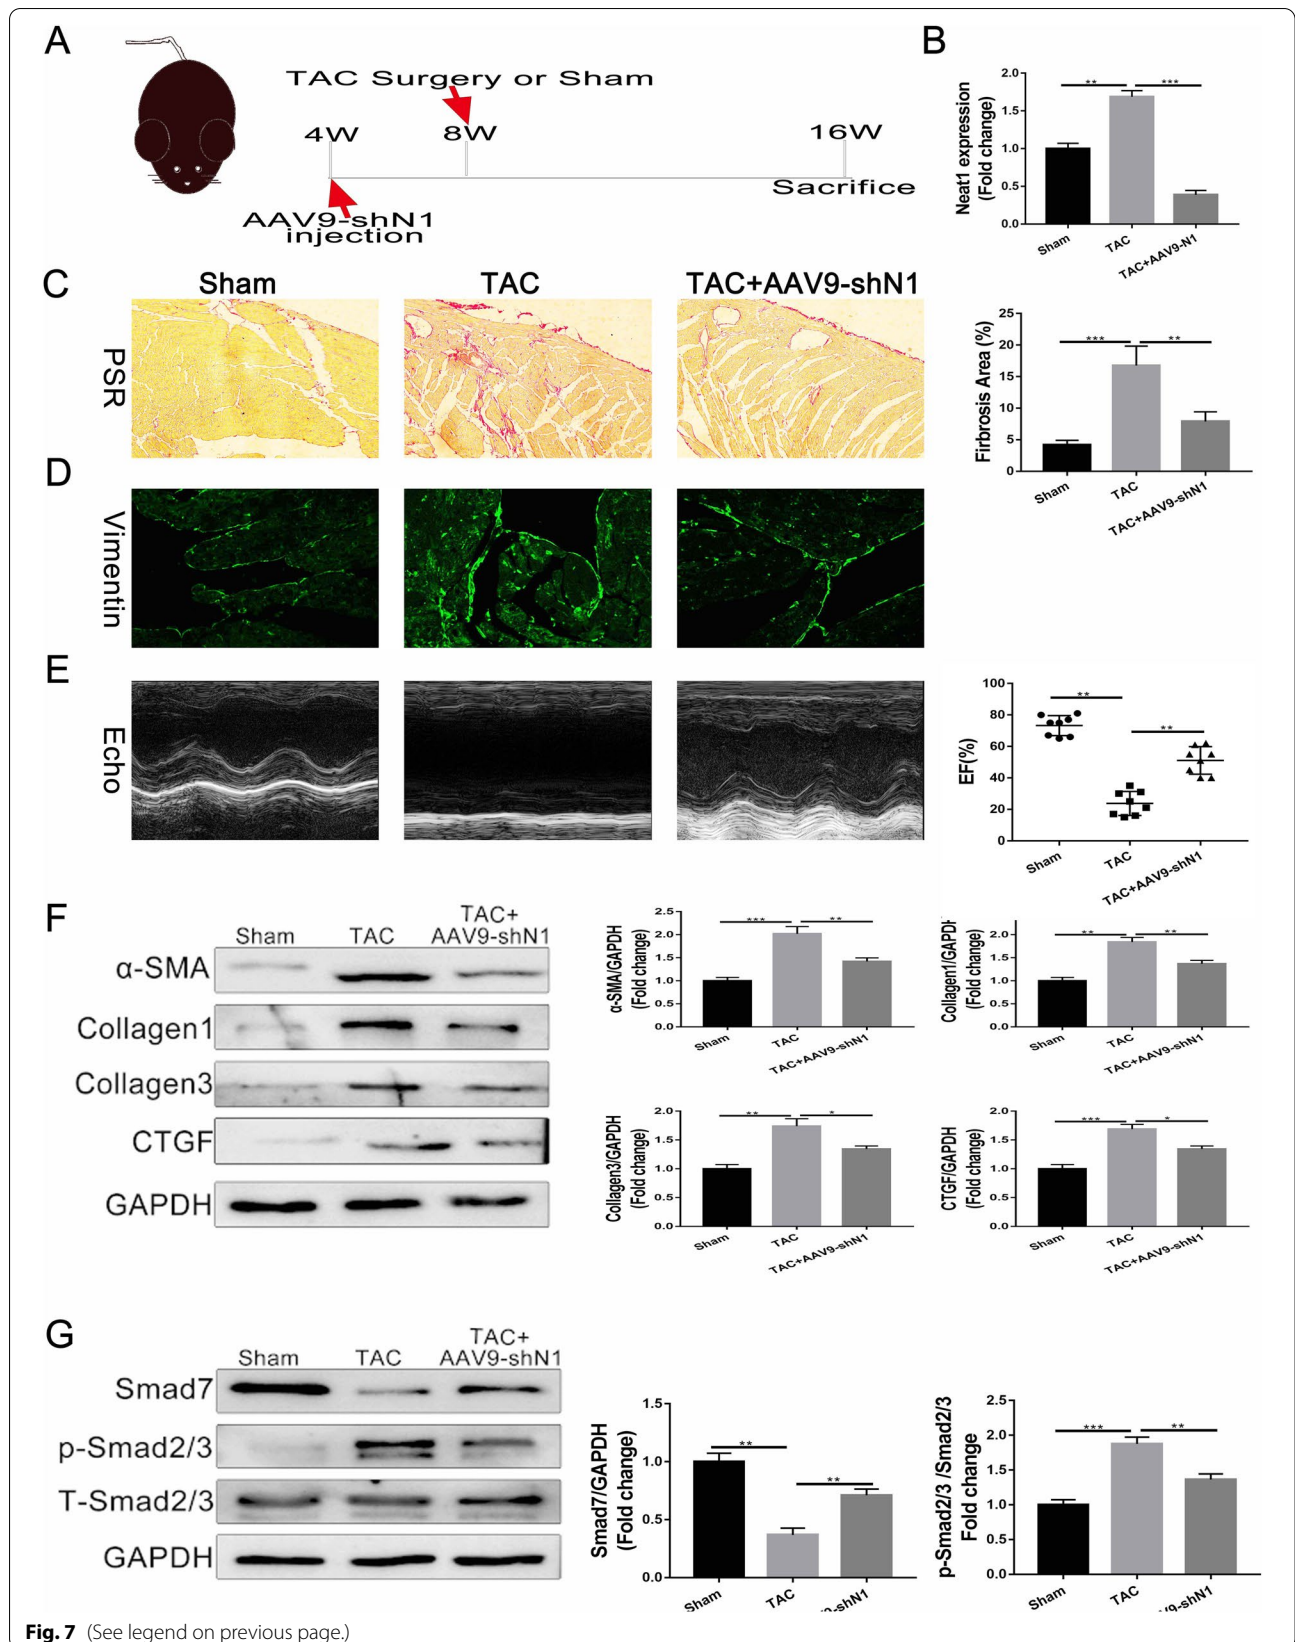 A
TAC Surgery or Sham
4W
8W
16W
Sacrifice
AAV9-shN1
injection
B
Neat1 expression
(Fold change)
2.0
1.5
1.0
0.5
0.0
**
***
Sham
TAC
TAC+AAV9-N1
C
Sham
TAC
TAC+AAV9-shN1
PSR
Firbrosis Area (%)
25
20
15
10
5
0
***
**
Sham
TAC
TAC+AAV9-shN1
D
Vimentin
E
Echo
EF(%)
100
80
60
40
20
0
**
**
Sham
TAC
TAC+AAV9-shN1
F
Sham
TAC
TAC+
AAV9-shN1
α-SMA
Collagen1
Collagen3
CTGF
GAPDH
α-SMA/GAPDH
(Fold change)
2.5
2.0
1.5
1.0
0.5
0.0
***
**
Sham
TAC
TAC+AAV9-shN1
Collagen1/GAPDH
(Fold change)
2.0
1.5
1.0
0.5
0.0
**
**
Sham
TAC
TAC+AAV9-shN1
Collagen3/GAPDH
(Fold change)
2.0
1.5
1.0
0.5
0.0
**
*
Sham
TAC
TAC+AAV9-shN1
CTGF/GAPDH
(Fold change)
2.0
1.5
1.0
0.5
0.0
***
*
Sham
TAC
TAC+AAV9-shN1
G
Sham
TAC
TAC+
AAV9-shN1
Smad7
p-Smad2/3
T-Smad2/3
GAPDH
Smad7/GAPDH
(Fold change)
1.5
1.0
0.5
0.0
**
**
Sham
TAC
9-shN1
p-Smad2/3 /Smad2/3
Fold change
2.5
2.0
1.5
1.0
0.5
0.0
***
**
Sham
TAC
AV9-shN1
Fig. 7 (See legend on previous page.)